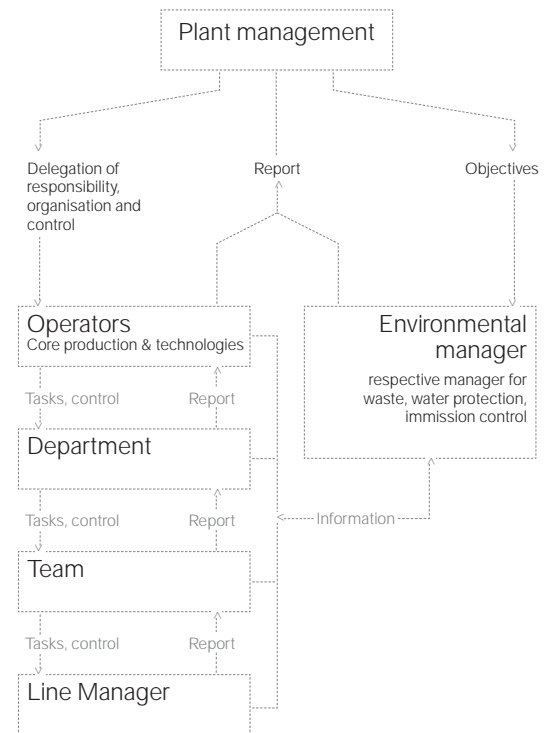 Plant management
Delegation of
responsibility,
organisation and
control
Report
Objectives
Operators
Core production & technologies
Environmental
manager
respective manager for
waste, water protection,
immission control
Tasks, control
Report
Department
Tasks, control
Report
Information
Team
Tasks, control
Report
Line Manager